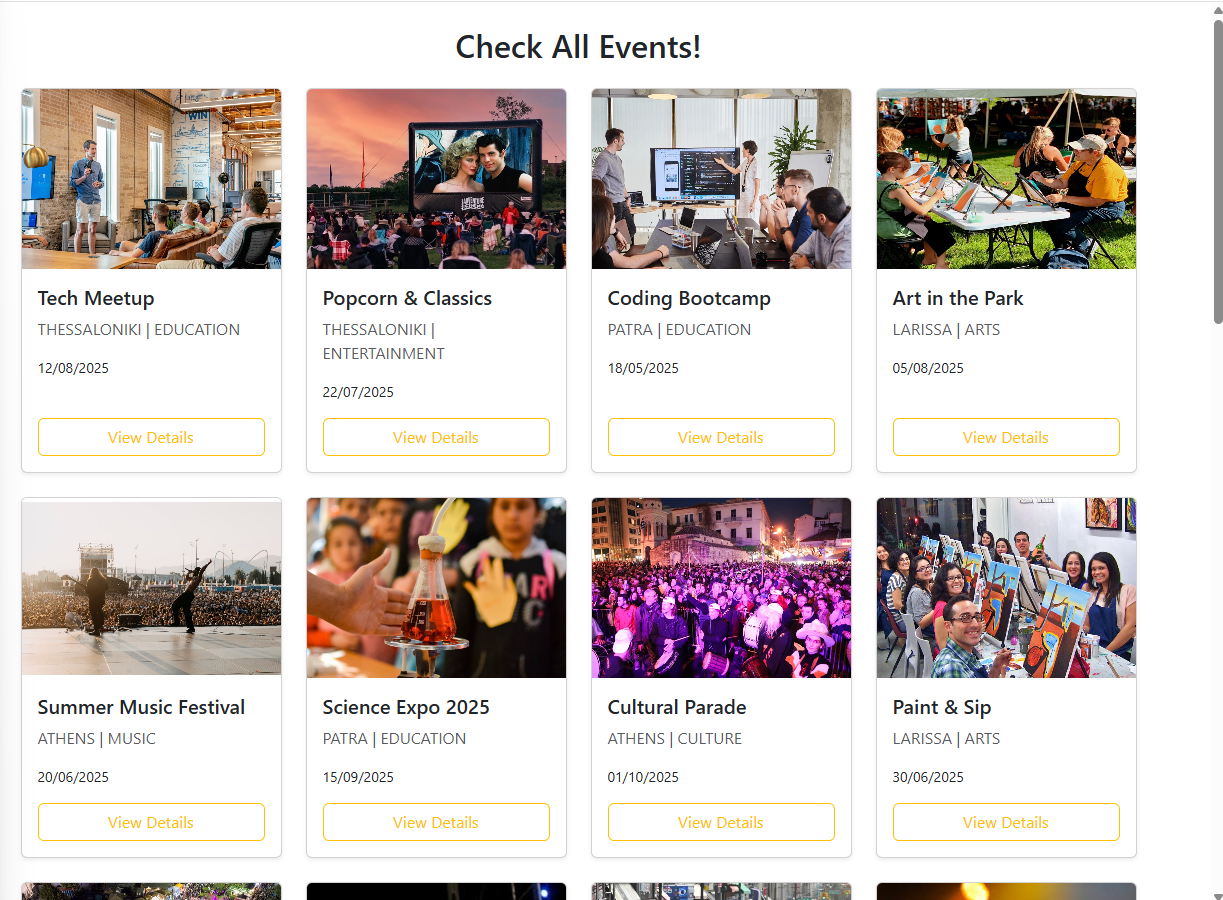 Check All Events!
WIN
Tech Meetup
THESSALONIKI | EDUCATION
12/08/2025
View Details
Popcorn & Classics
THESSALONIKI |
ENTERTAINMENT
22/07/2025
View Details
Coding Bootcamp
PATRA | EDUCATION
18/05/2025
View Details
Art in the Park
LARISSA | ARTS
05/08/2025
View Details
Summer Music Festival
ATHENS | MUSIC
20/06/2025
View Details
Science Expo 2025
PATRA | EDUCATION
15/09/2025
View Details
Cultural Parade
ATHENS | CULTURE
01/10/2025
View Details
Paint & Sip
LARISSA | ARTS
30/06/2025
View Details